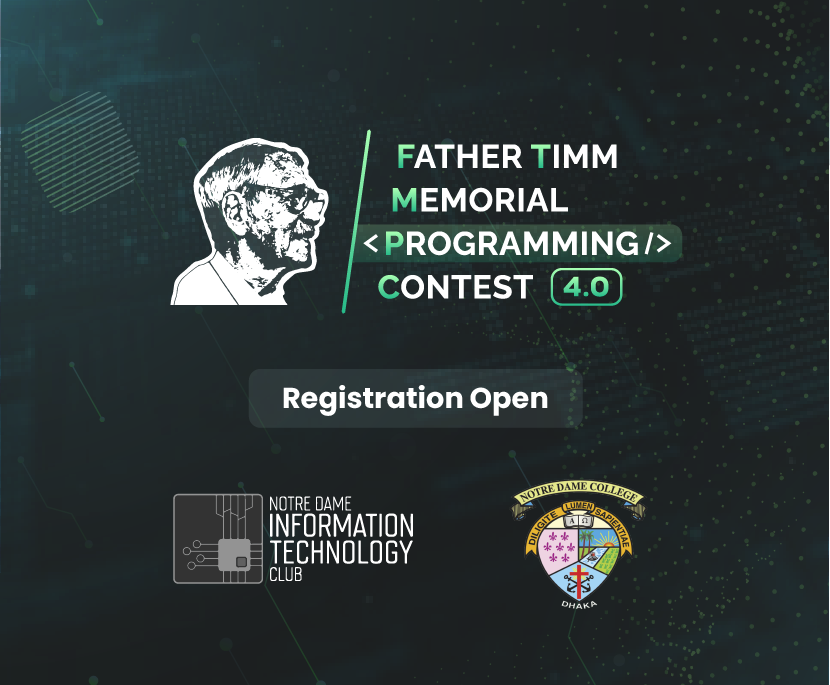 FATHER TIMM
MEMORIAL
<PROGRAMMING/>
CONTEST 4.0
Registration Open
NOTRE DAME
INFORMATION
TECHNOLOGY
CLUB
NOTRE DAME COLLEGE
DILIGITE LUMEN SAPIENTIAE
Α Ω
DHAKA